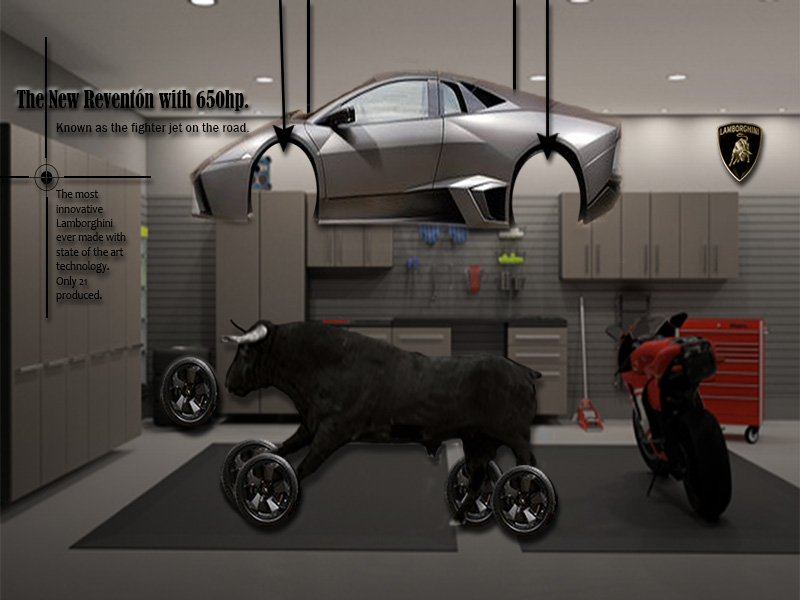 The New Reventón with 650hp.
Known as the fighter jet on the road.
The most
innovative
Lamborghini
ever made with
state of the art
technology.
Only 21
produced.
LAMBORGHINI